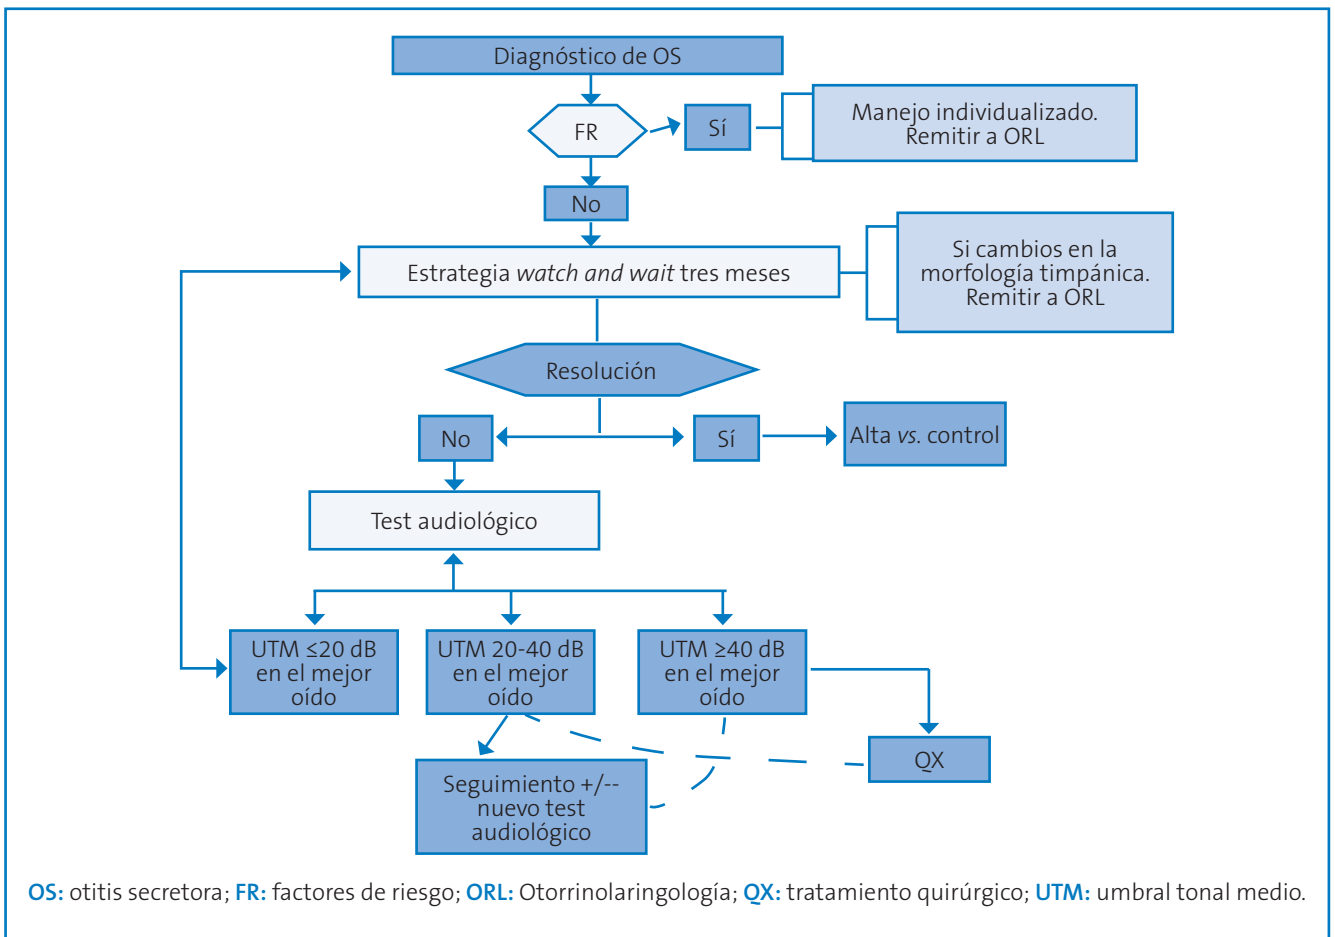 Diagnóstico de OS
FR
Sí
Manejo individualizado.
Remitir a ORL
No
Estrategia watch and wait tres meses
Si cambios en la
morfología timpánica.
Remitir a ORL
Resolución
No
Sí
Alta vs. control
Test audiológico
UTM ≤20 dB
en el mejor
oído
UTM 20-40 dB
en el mejor
oído
UTM ≥40 dB
en el mejor
oído
QX
Seguimiento +/--
nuevo test
audiológico
OS: otitis secretora; FR: factores de riesgo; ORL: Otorrinolaringología; QX: tratamiento quirúrgico; UTM: umbral tonal medio.